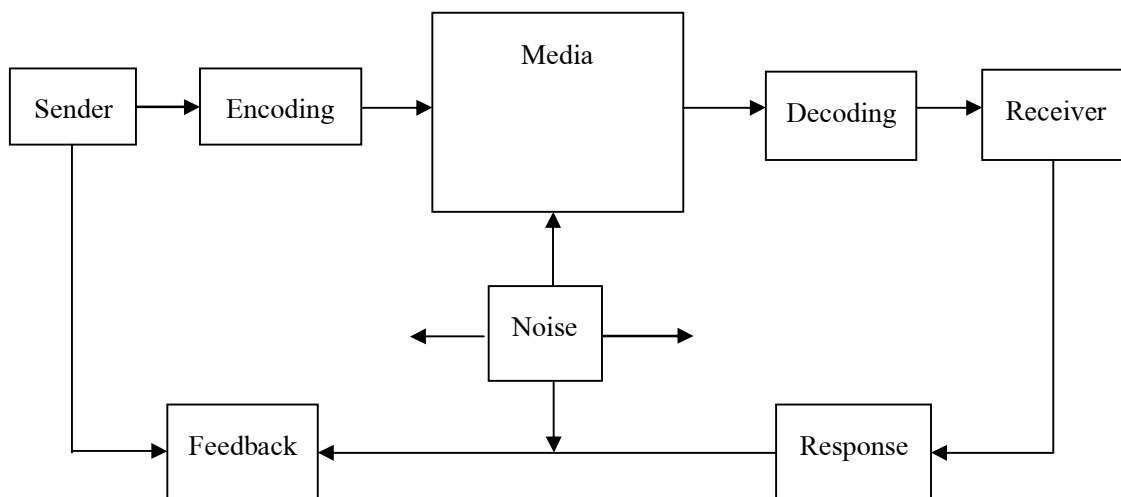 Media
Sender
Encoding
Decoding
Receiver
Noise
Feedback
Response